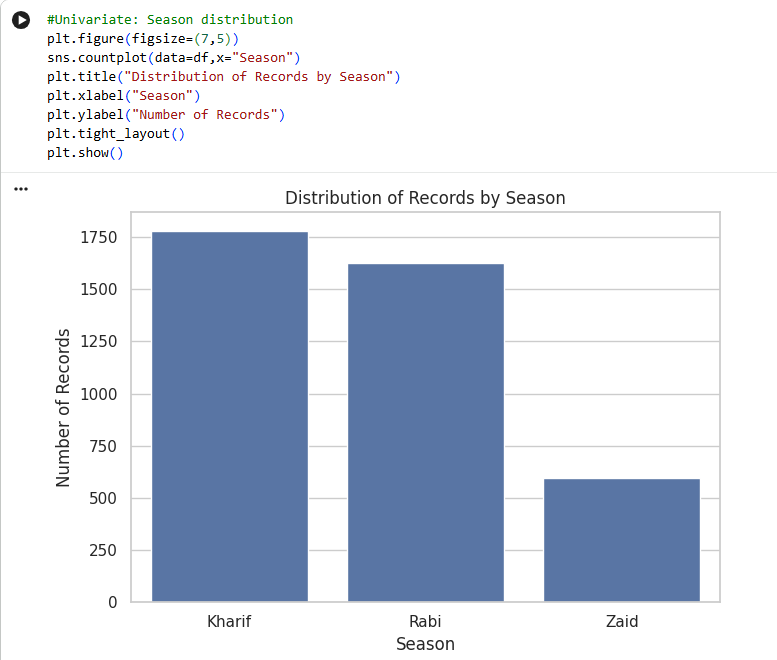 #Univariate: Season distribution
plt.figure(figsize=(7,5))
sns.countplot(data=df,x="Season")
plt.title("Distribution of Records by Season")
plt.xlabel("Season")
plt.ylabel("Number of Records")
plt.tight_layout()
plt.show()
Distribution of Records by Season
1750
1500
1250
1000
750
500
250
0
Number of Records
Kharif Rabi Zaid
Season